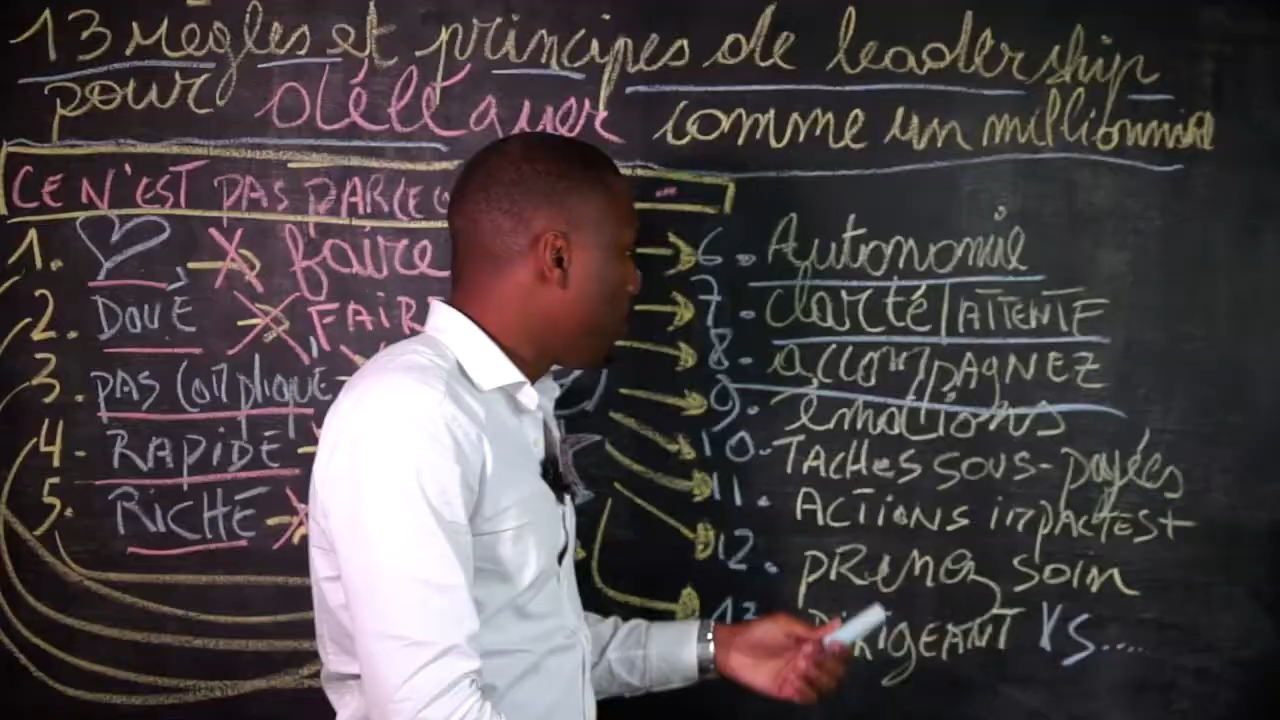 13 règles et principes de leadership
pour déléguer comme un millionnaire
CE N'EST PAS PARCE
1. faire
2. DOUÉ FAIR
3. PAS COMPLIQUÉ
4. RAPIDE
5. RICHE
6. Autonomie
7. clarté / ATTENTE
8. accompagnez
9. émotions
10. TACHES SOUS-payées
11. ACTIONS impactest+
12. PRENEZ SOIN
13. DIRIGEANT VS....